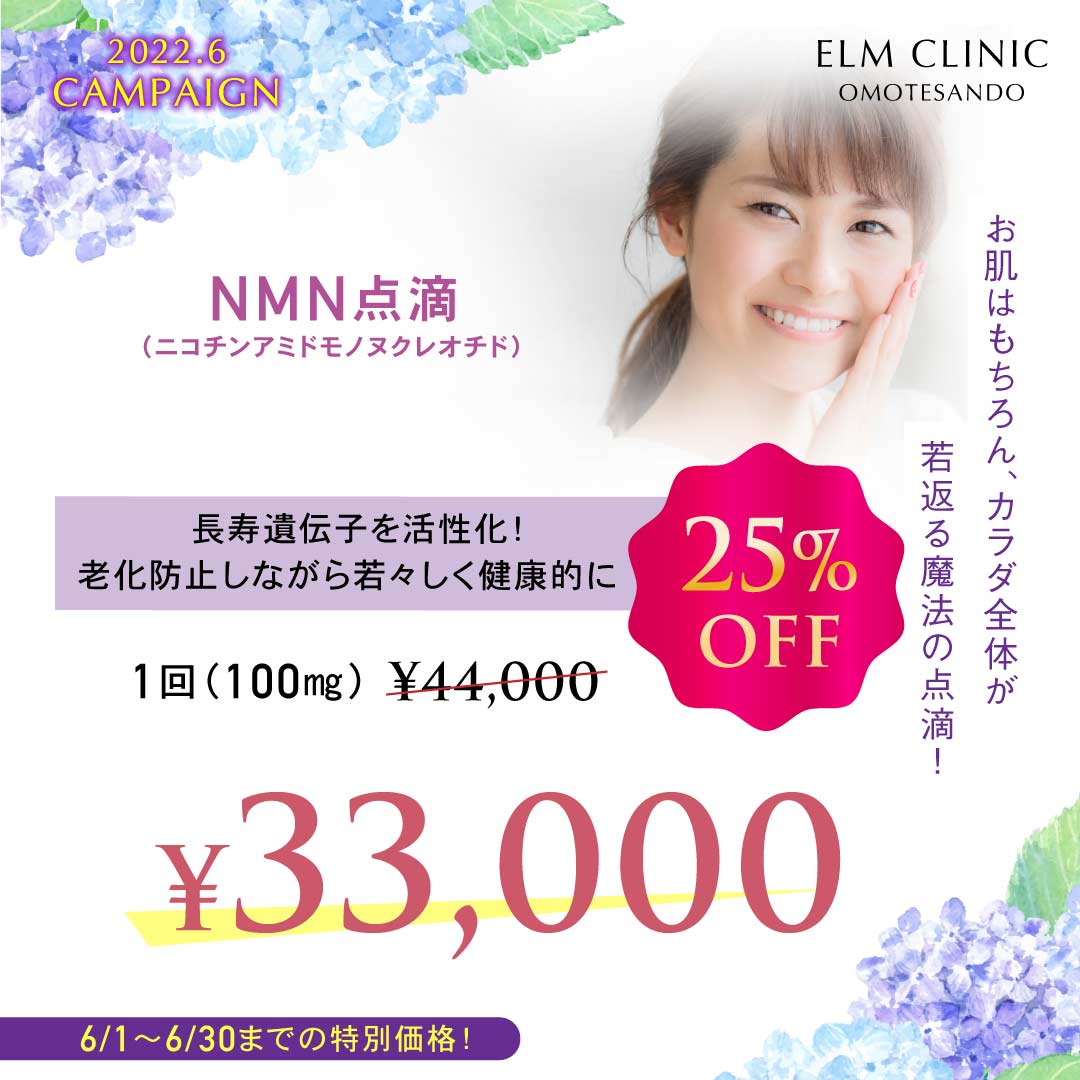 2022.6
CAMPAIGN
ELM CLINIC
OMOTESANDO
お肌はもちろん、カラダ全体が
若返る魔法の点滴!
NMN点滴
(ニコチンアミドモノヌクレオチド)
長寿遺伝子を活性化!
老化防止しながら若々しく健康的に
25%
OFF
1回(100㎎) ¥44,000
¥33,000
6/1〜6/30までの特別価格!